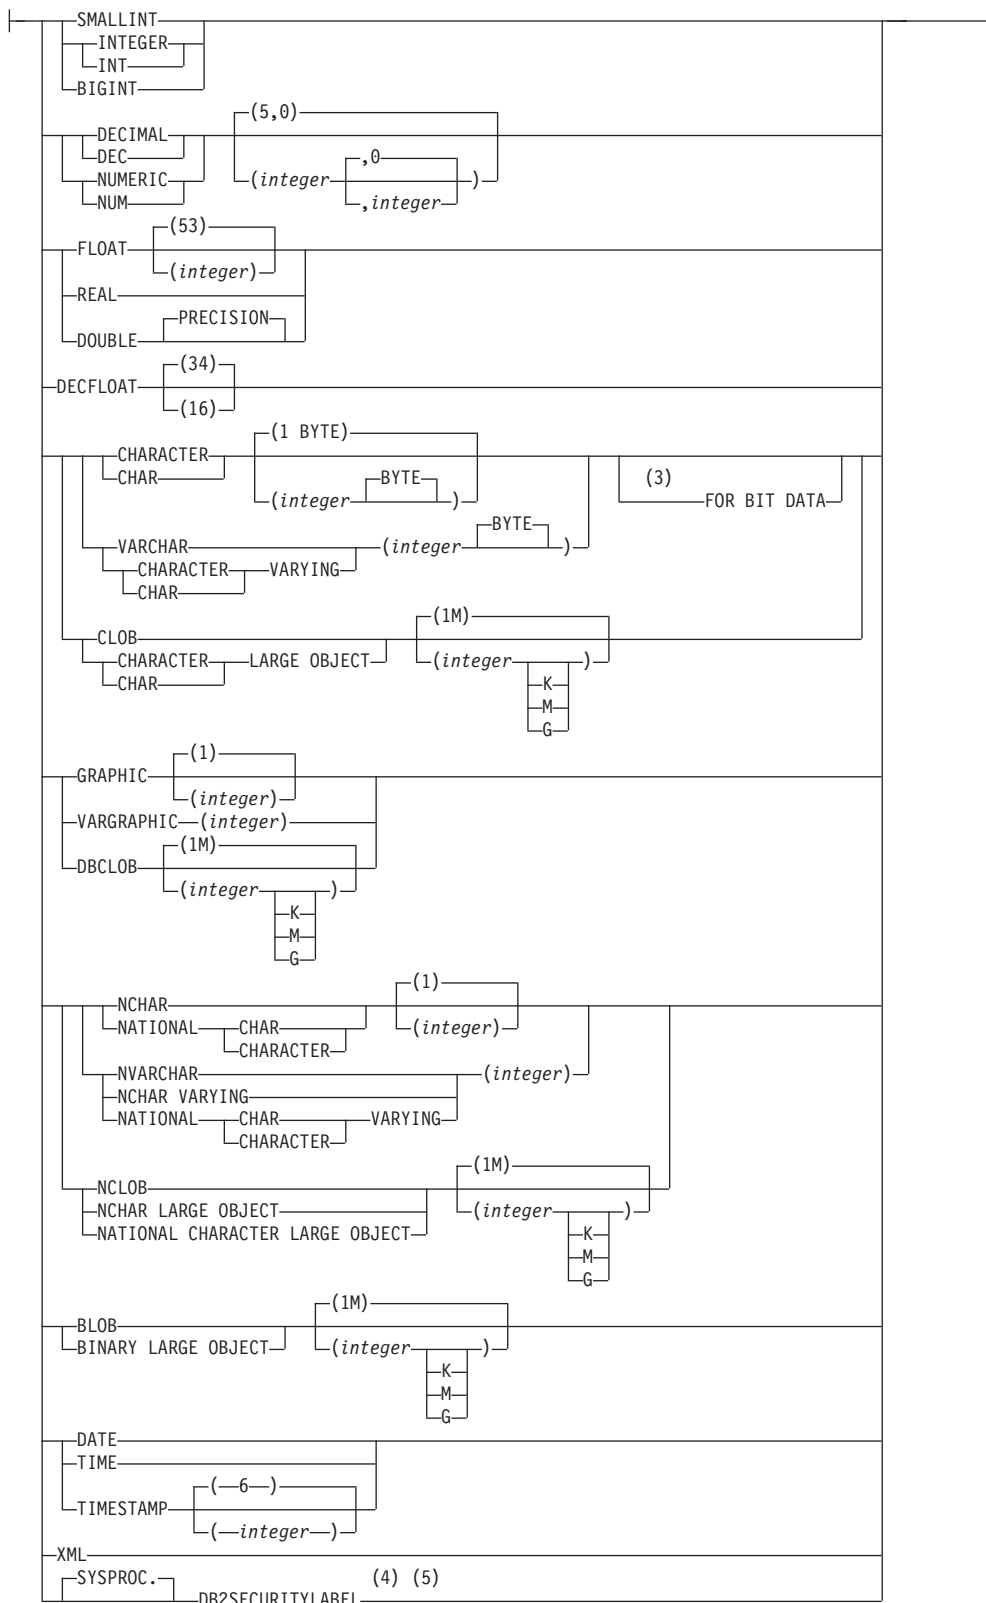 SMALLINT
INTEGER
INT
BIGINT
(5,0)
DECIMAL
DEC
,0
NUMERIC
(integer )
NUM
,integer
(53)
FLOAT
(integer)
REAL
PRECISION
DOUBLE
(34)
DECFLOAT
(16)
(1 BYTE)
CHARACTER
CHAR
(3)
BYTE
(integer )
FOR BIT DATA
BYTE
VARCHAR
(integer )
CHARACTER VARYING
CHAR
(1M)
CLOB
CHARACTER LARGE OBJECT
(integer )
CHAR
K
M
G
(1)
GRAPHIC
(integer)
VARGRAPHIC (integer)
(1M)
DBCLOB
(integer )
K
M
G
(1)
NCHAR
NATIONAL CHAR
(integer)
CHARACTER
NVARCHAR
(integer)
NCHAR VARYING
NATIONAL CHAR VARYING
CHARACTER
(1M)
NCLOB
NCHAR LARGE OBJECT
(integer )
NATIONAL CHARACTER LARGE OBJECT
K
M
G
(1M)
BLOB
BINARY LARGE OBJECT
(integer )
K
M
G
DATE
TIME
( 6 )
TIMESTAMP
( integer )
XML
SYSPROC.
(4) (5)
DB2SECURITYLABEL